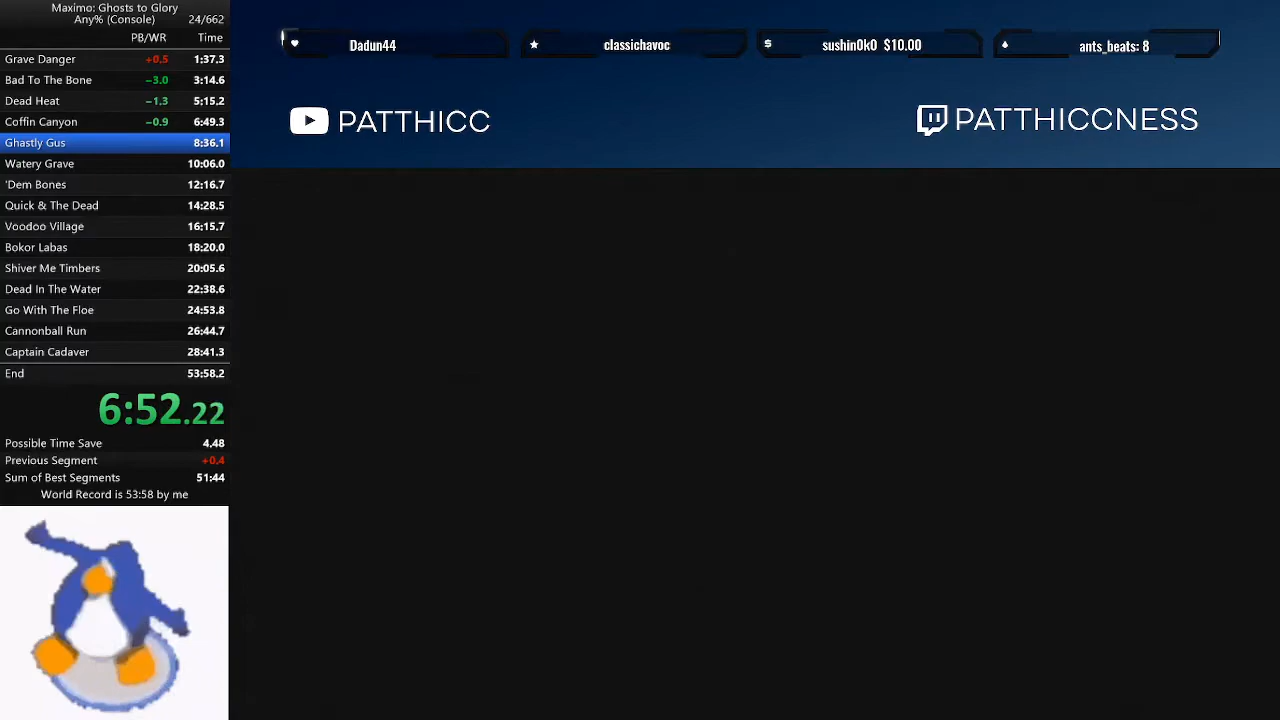 Maximo: Ghosts to Glory
Any% (Console) 24/662
PB/WR Time
Grave Danger +0.5 1:37.3
Bad To The Bone −3.0 3:14.6
Dead Heat −1.3 5:15.2
Coffin Canyon −0.9 6:49.3
Ghastly Gus 8:36.1
Watery Grave 10:06.0
'Dem Bones 12:16.7
Quick & The Dead 14:28.5
Voodoo Village 16:15.7
Bokor Labas 18:20.0
Shiver Me Timbers 20:05.6
Dead In The Water 22:38.6
Go With The Floe 24:53.8
Cannonball Run 26:44.7
Captain Cadaver 28:41.3
End 53:58.2
6:52.22
Possible Time Save 4.48
Previous Segment +0.4
Sum of Best Segments 51:44
World Record is 53:58 by me
Dadun44
classichavoc
sushin0k0 $10.00
ants_beats: 8
PATTHICC
PATTHICCNESS